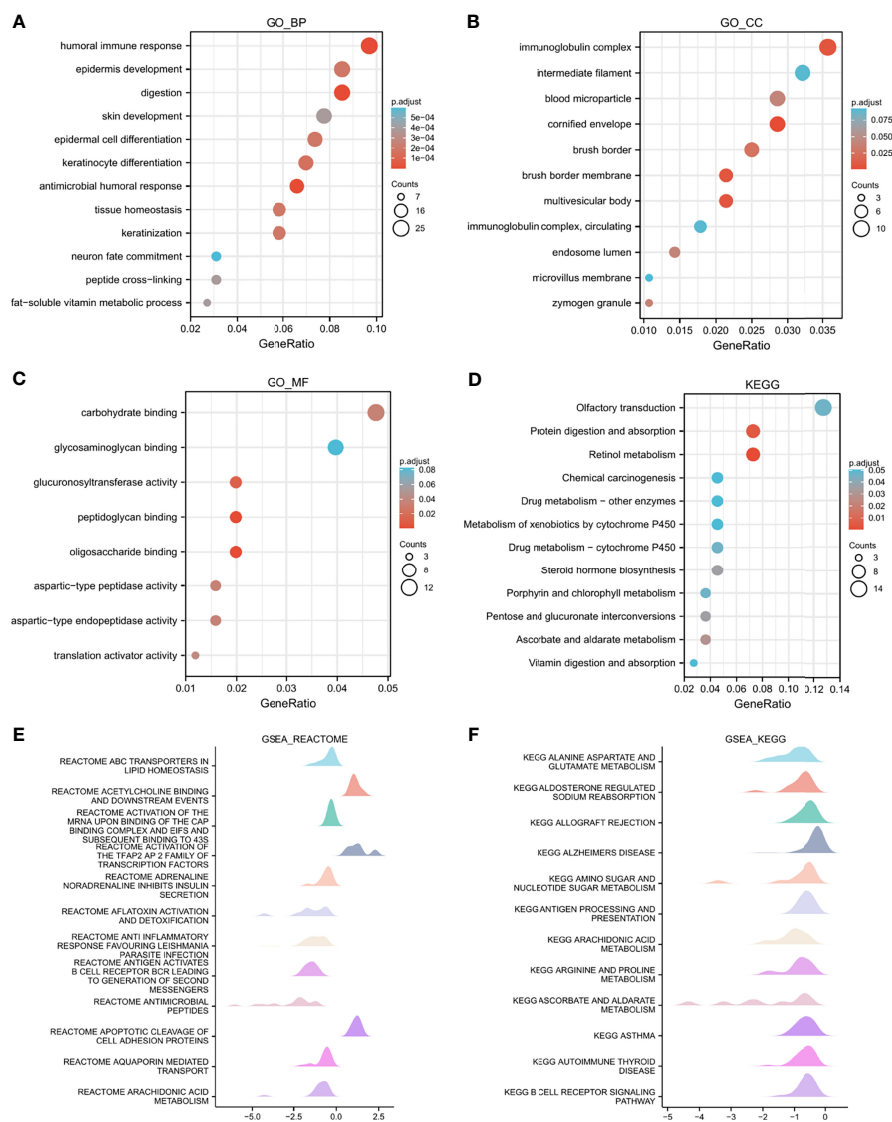 A
GO_BP
humoral immune response
epidermis development
digestion
skin development
epidermal cell differentiation
keratinocyte differentiation
antimicrobial humoral response
tissue homeostasis
keratinization
neuron fate commitment
peptide cross-linking
fat-soluble vitamin metabolic process
0.02 0.04 0.06 0.08 0.10
GeneRatio
p.adjust
5e-04
4e-04
3e-04
2e-04
1e-04
Counts
7
16
25
B
GO_CC
immunoglobulin complex
intermediate filament
blood microparticle
cornified envelope
brush border
brush border membrane
multivesicular body
immunoglobulin complex, circulating
endosome lumen
microvillus membrane
zymogen granule
0.010 0.015 0.020 0.025 0.030 0.035
GeneRatio
p.adjust
0.075
0.050
0.025
Counts
3
6
10
C
GO_MF
carbohydrate binding
glycosaminoglycan binding
glucuronosyltransferase activity
peptidoglycan binding
oligosaccharide binding
aspartic-type peptidase activity
aspartic-type endopeptidase activity
translation activator activity
0.01 0.02 0.03 0.04 0.05
GeneRatio
p.adjust
0.08
0.06
0.04
0.02
Counts
3
8
12
D
KEGG
Olfactory transduction
Protein digestion and absorption
Retinol metabolism
Chemical carcinogenesis
Drug metabolism − other enzymes
Metabolism of xenobiotics by cytochrome P450
Drug metabolism − cytochrome P450
Steroid hormone biosynthesis
Porphyrin and chlorophyll metabolism
Pentose and glucuronate interconversions
Ascorbate and aldarate metabolism
Vitamin digestion and absorption
0.02 0.04 0.06 0.08 0.10 0.12 0.14
GeneRatio
p.adjust
0.05
0.04
0.03
0.02
0.01
Counts
3
8
14
E
GSEA_REACTOME
REACTOME ABC TRANSPORTERS IN
LIPID HOMEOSTASIS
REACTOME ACETYLCHOLINE BINDING
AND DOWNSTREAM EVENTS
REACTOME ACTIVATION OF THE
MRNA UPON BINDING OF THE CAP
BINDING COMPLEX AND EIFS AND
SUBSEQUENT BINDING TO 43S
REACTOME ACTIVATION OF
THE TFAP2 AP 2 FAMILY OF
TRANSCRIPTION FACTORS
REACTOME ADRENALINE
NORADRENALINE INHIBITS INSULIN
SECRETION
REACTOME AFLATOXIN ACTIVATION
AND DETOXIFICATION
REACTOME ANTI INFLAMMATORY
RESPONSE FAVOURING LEISHMANIA
PARASITE INFECTION
REACTOME ANTIGEN ACTIVATES
B CELL RECEPTOR BCR LEADING
TO GENERATION OF SECOND
MESSENGERS
REACTOME ANTIMICROBIAL
PEPTIDES
REACTOME APOPTOTIC CLEAVAGE OF
CELL ADHESION PROTEINS
REACTOME AQUAPORIN MEDIATED
TRANSPORT
REACTOME ARACHIDONIC ACID
METABOLISM
−5.0 −2.5 0.0 2.5
F
GSEA_KEGG
KEGG ALANINE ASPARTATE AND
GLUTAMATE METABOLISM
KEGG ALDOSTERONE REGULATED
SODIUM REABSORPTION
KEGG ALLOGRAFT REJECTION
KEGG ALZHEIMERS DISEASE
KEGG AMINO SUGAR AND
NUCLEOTIDE SUGAR METABOLISM
KEGG ANTIGEN PROCESSING AND
PRESENTATION
KEGG ARACHIDONIC ACID
METABOLISM
KEGG ARGININE AND PROLINE
METABOLISM
KEGG ASCORBATE AND ALDARATE
METABOLISM
KEGG ASTHMA
KEGG AUTOIMMUNE THYROID
DISEASE
KEGG B CELL RECEPTOR SIGNALING
PATHWAY
−5 −4 −3 −2 −1 0